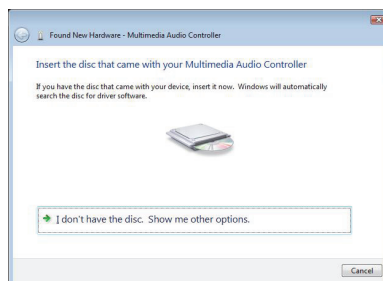 Found New Hardware - Multimedia Audio Controller
Insert the disc that came with your Multimedia Audio Controller
If you have the disc that came with your device, insert it now. Windows will automatically
search the disc for driver software.
I don't have the disc. Show me other options.
Cancel